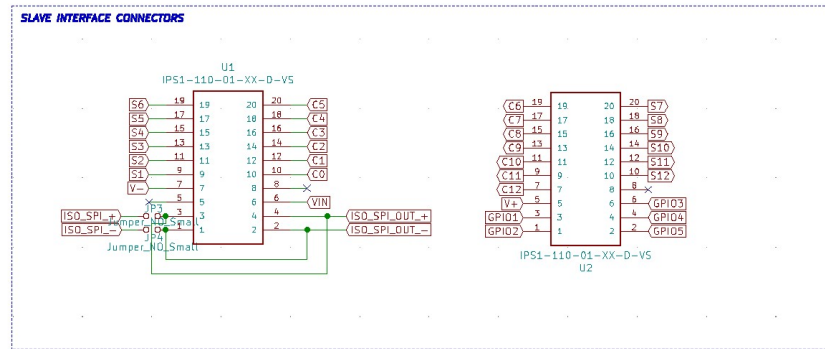 SLAVE INTERFACE CONNECTORS
U1
IPS1-110-01-XX-D-VS
S6 19 19 20 20 C5
S5 17 17 18 18 C4
S4 15 15 16 16 C3
S3 13 13 14 14 C2
S2 11 11 12 12 C1
S1 9 9 10 10 C0
V- 7 7 8 8
5 5 6 6 VIN
JP3
ISO_SPI_+ 3 3 4 4 ISO_SPI_OUT_+
Jumper_NO_Small
ISO_SPI_- 1 1 2 2 ISO_SPI_OUT_-
JP4
Jumper_NO_Small
C6 19 19 20 20 S7
C7 17 17 18 18 S8
C8 15 15 16 16 S9
C9 13 13 14 14 S10
C10 11 11 12 12 S11
C11 9 9 10 10 S12
C12 7 7 8 8
V+ 5 5 6 6 GPIO3
GPIO1 3 3 4 4 GPIO4
GPIO2 1 1 2 2 GPIO5
IPS1-110-01-XX-D-VS
U2